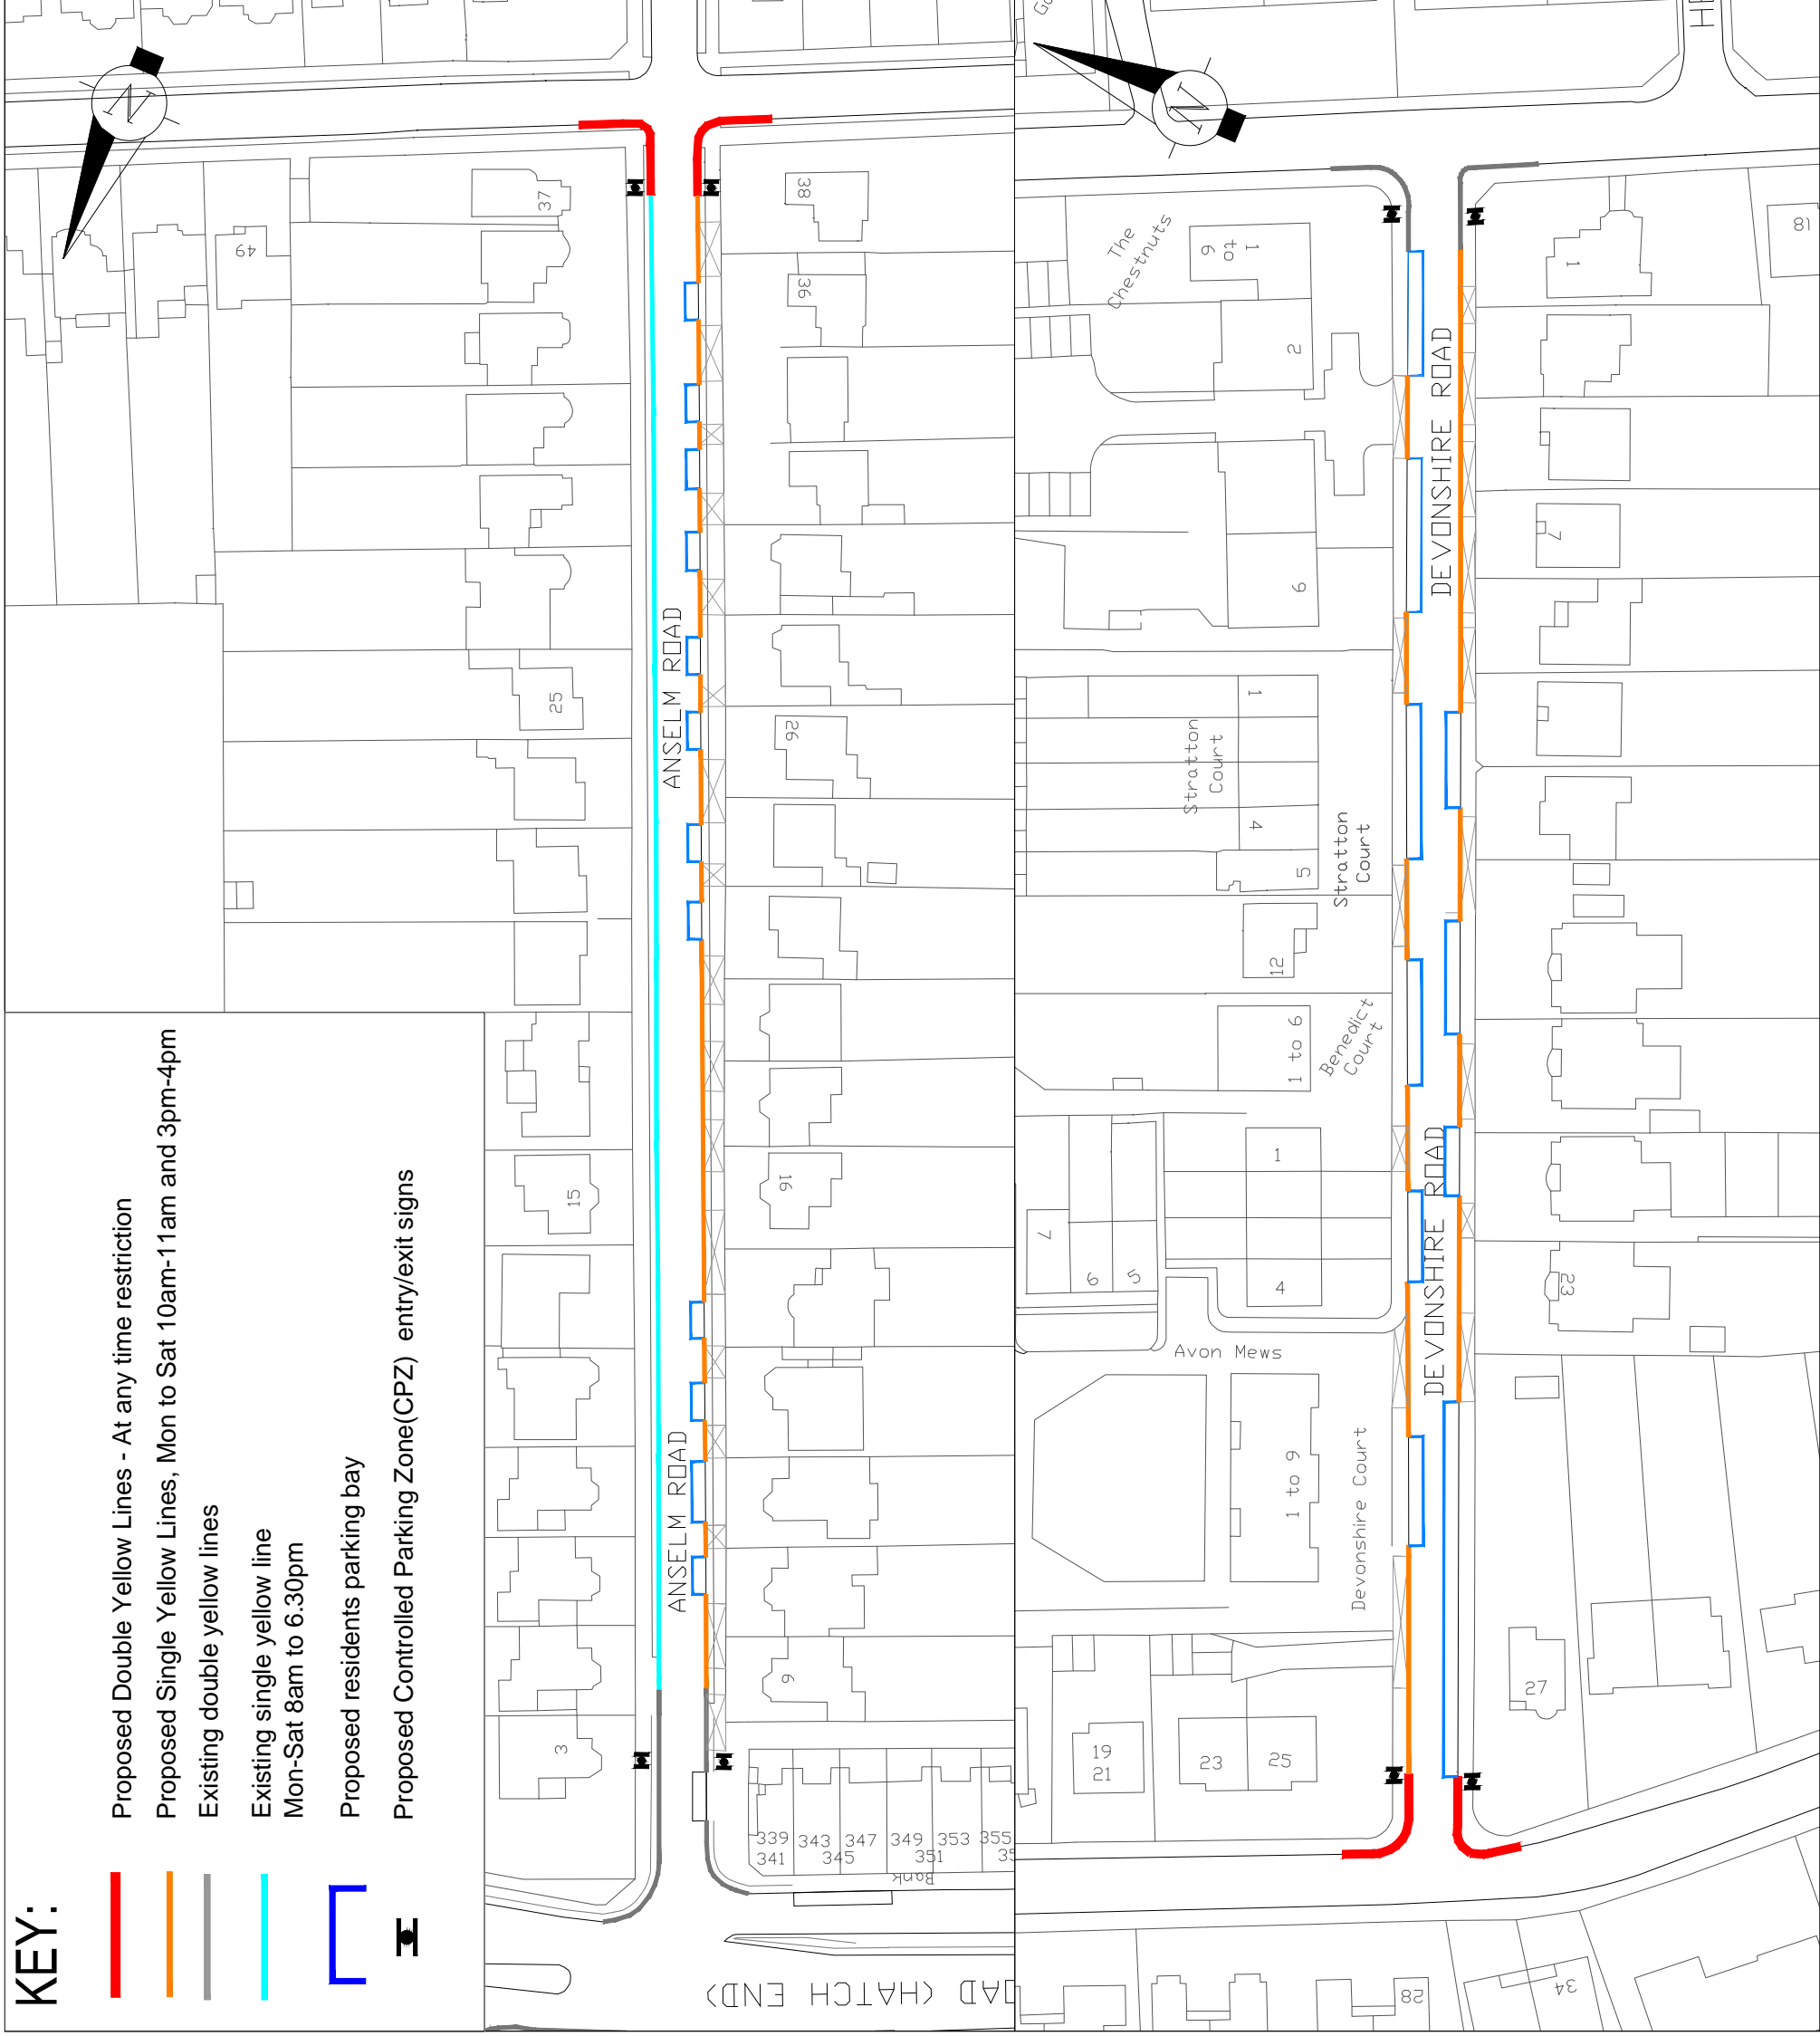 KEY:
Proposed Double Yellow Lines - At any time restriction
Proposed Single Yellow Lines, Mon to Sat 10am-11am and 3pm-4pm
Existing double yellow lines
Existing single yellow line
Mon-Sat 8am to 6.30pm
Proposed residents parking bay
Proposed Controlled Parking Zone(CPZ) entry/exit signs
N
49
37
25
15
3
ANSELM ROAD
ANSELM ROAD
38
36
26
16
6
339
341
343
345
347
349
351
353
355
Bank
OAD (HATCH END)
N
The
Chestnuts
1
to
6
2
6
1
Stratton
Court
4
5
Stratton
Court
12
1 to 6
Benedict
Court
1
4
7
6
5
Avon Mews
1 to 9
Devonshire Court
19
21
23
25
DEVONSHIRE ROAD
DEVONSHIRE ROAD
1
7
23
27
18
28
34